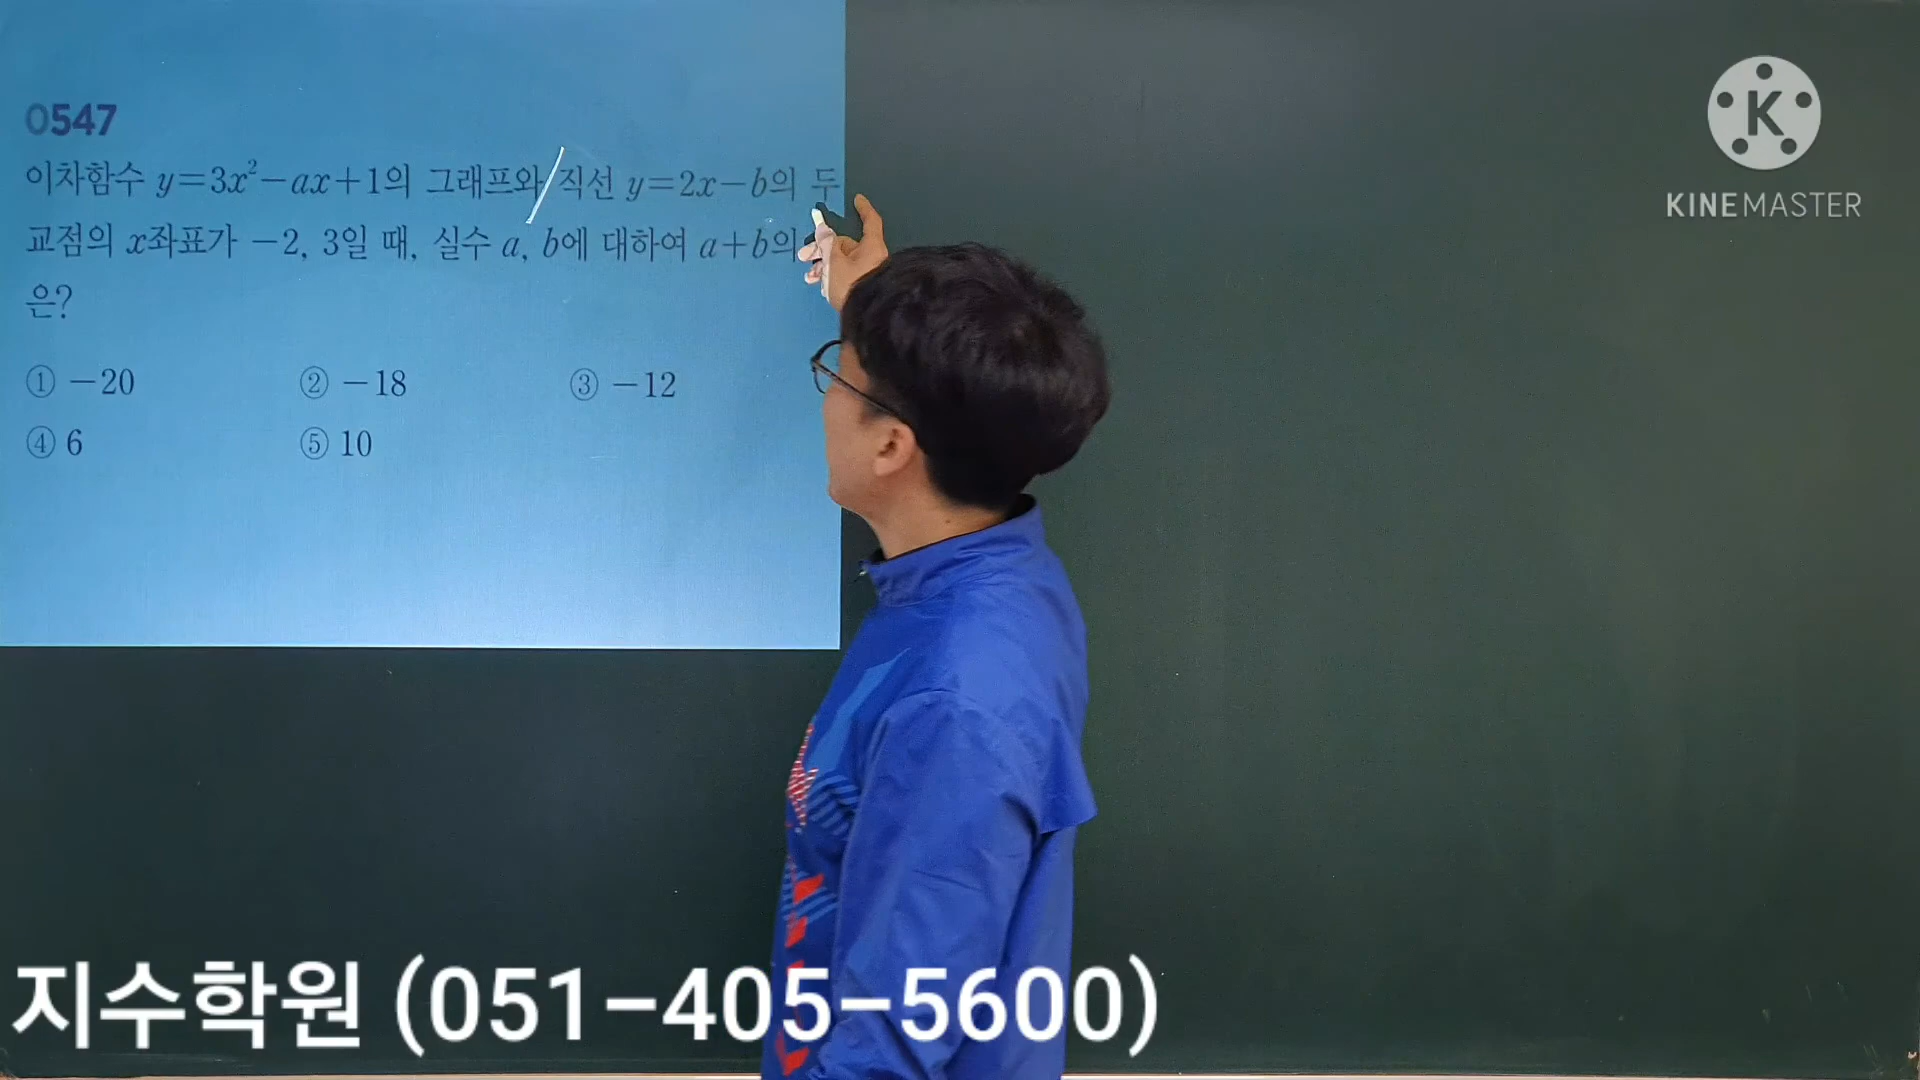 0547
이차함수 y=3x²-ax+1의 그래프와 직선 y=2x-b의 두
교점의 x좌표가 -2, 3일 때, 실수 a, b에 대하여 a+b의
은?
① -20 ② -18 ③ -12
④ 6 ⑤ 10
K
KINEMASTER
지수학원 (051-405-5600)